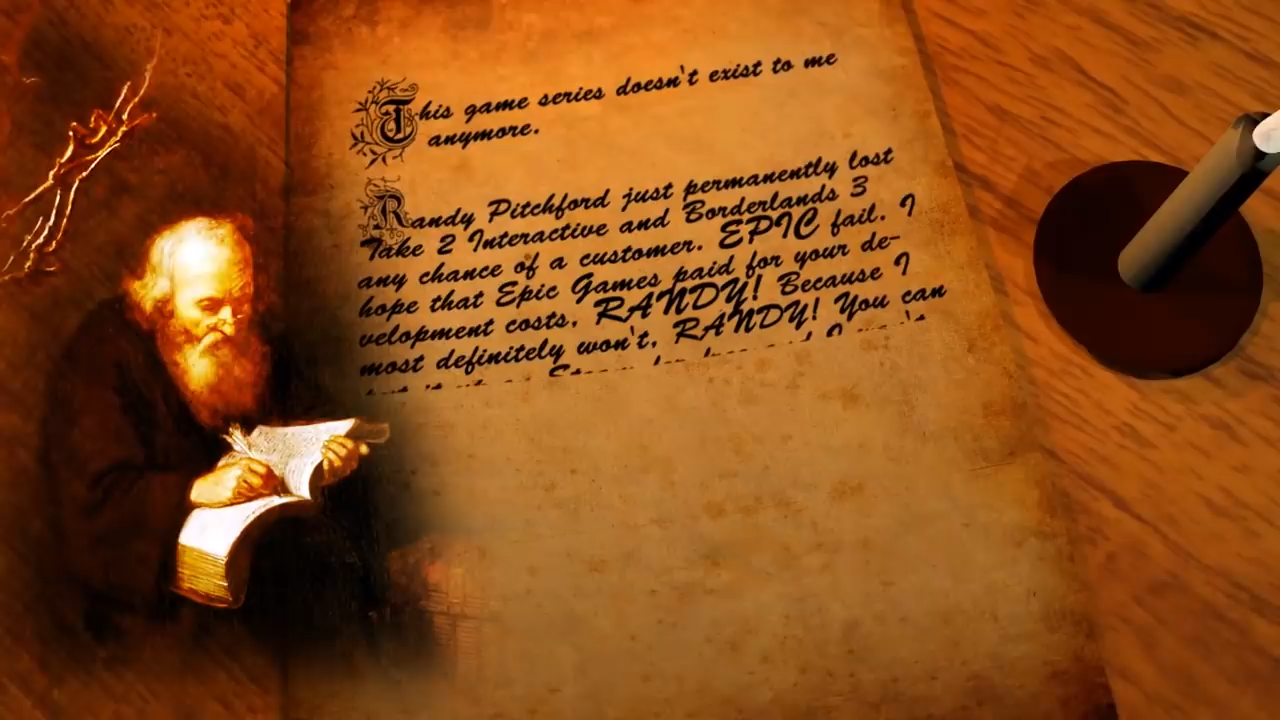 This game series doesn't exist to me
anymore.
Randy Pitchford just permanently lost
Take 2 Interactive and Borderlands 3
any chance of a customer. EPIC fail. I
hope that Epic Games paid for your de-
velopment costs, RANDY! Because I
most definitely won't, RANDY! You can